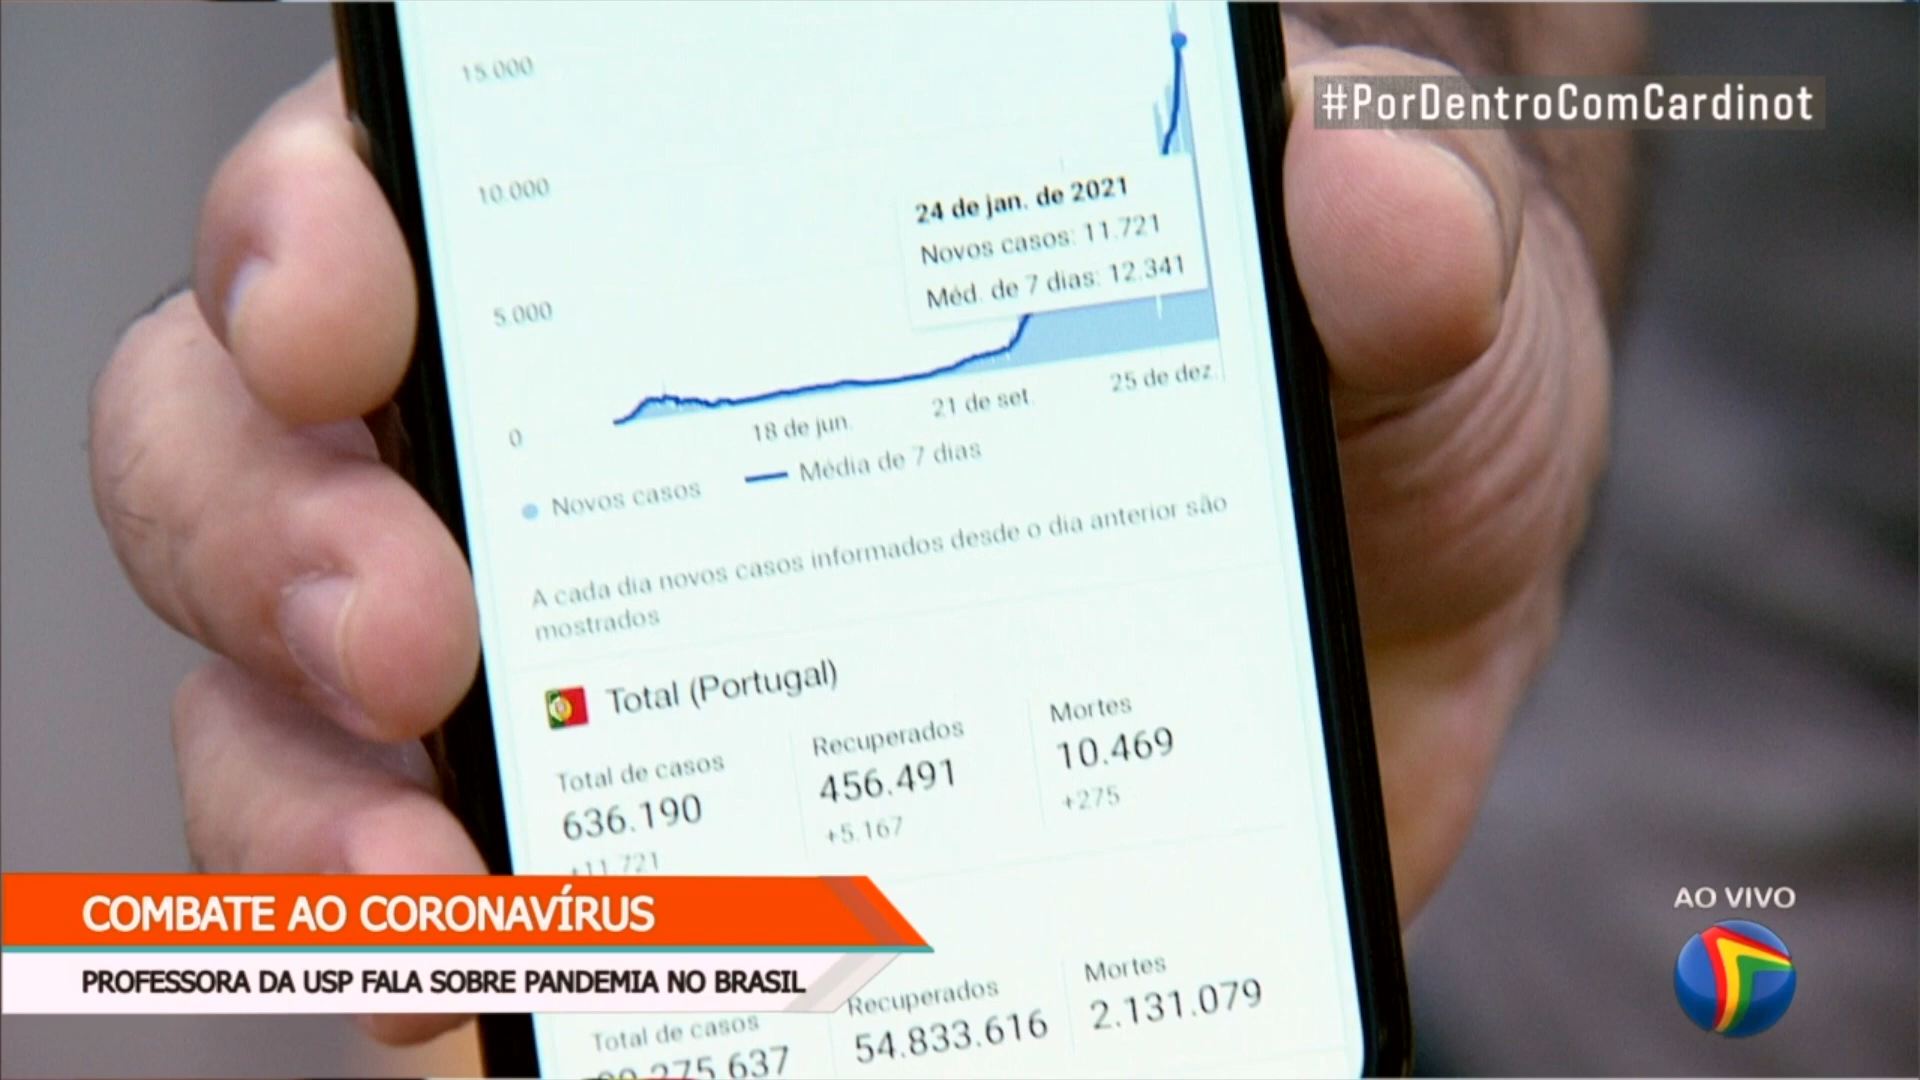 15.000
#PorDentroComCardinot
10.000
24 de jan. de 2021
Novos casos: 11.721
Méd. de 7 dias: 12.341
5.000
0
18 de jun.
21 de set.
25 de dez.
Novos casos
Média de 7 dias
A cada dia novos casos informados desde o dia anterior são
mostrados
Total (Portugal)
Total de casos
Recuperados
Mortes
636.190
456.491
10.469
+11.721
+5.167
+275
COMBATE AO CORONAVÍRUS
PROFESSORA DA USP FALA SOBRE PANDEMIA NO BRASIL
AO VIVO
Total de casos
Recuperados
Mortes
54.833.616
2.131.079